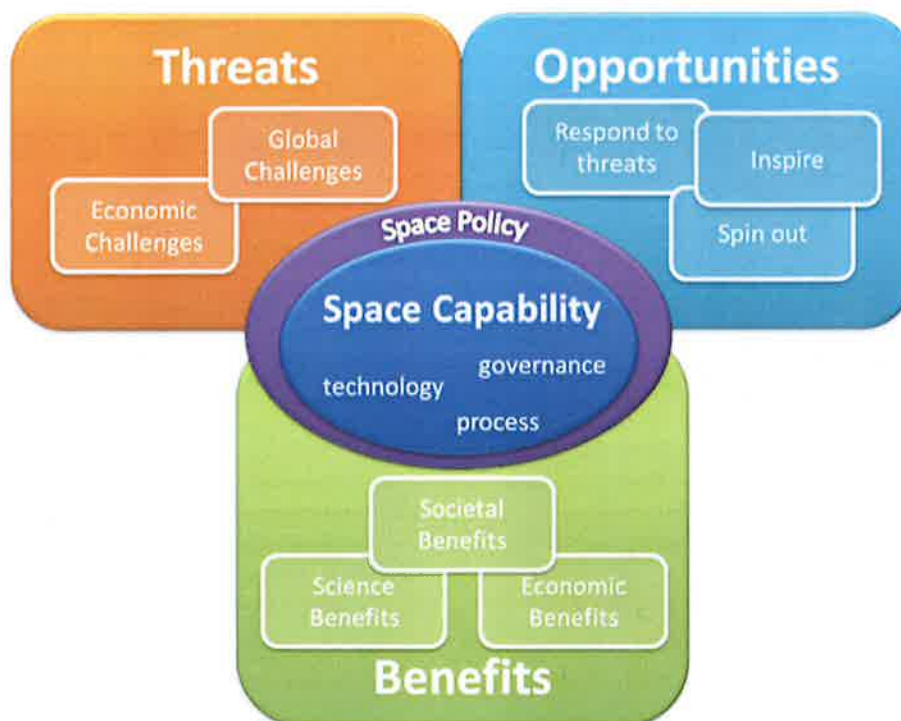 Threats
Global
Challenges
Economic
Challenges
Opportunities
Respond to
threats
Inspire
Spin out
Space Policy
Space Capability
governance
technology
process
Societal
Benefits
Science
Benefits
Economic
Benefits
Benefits